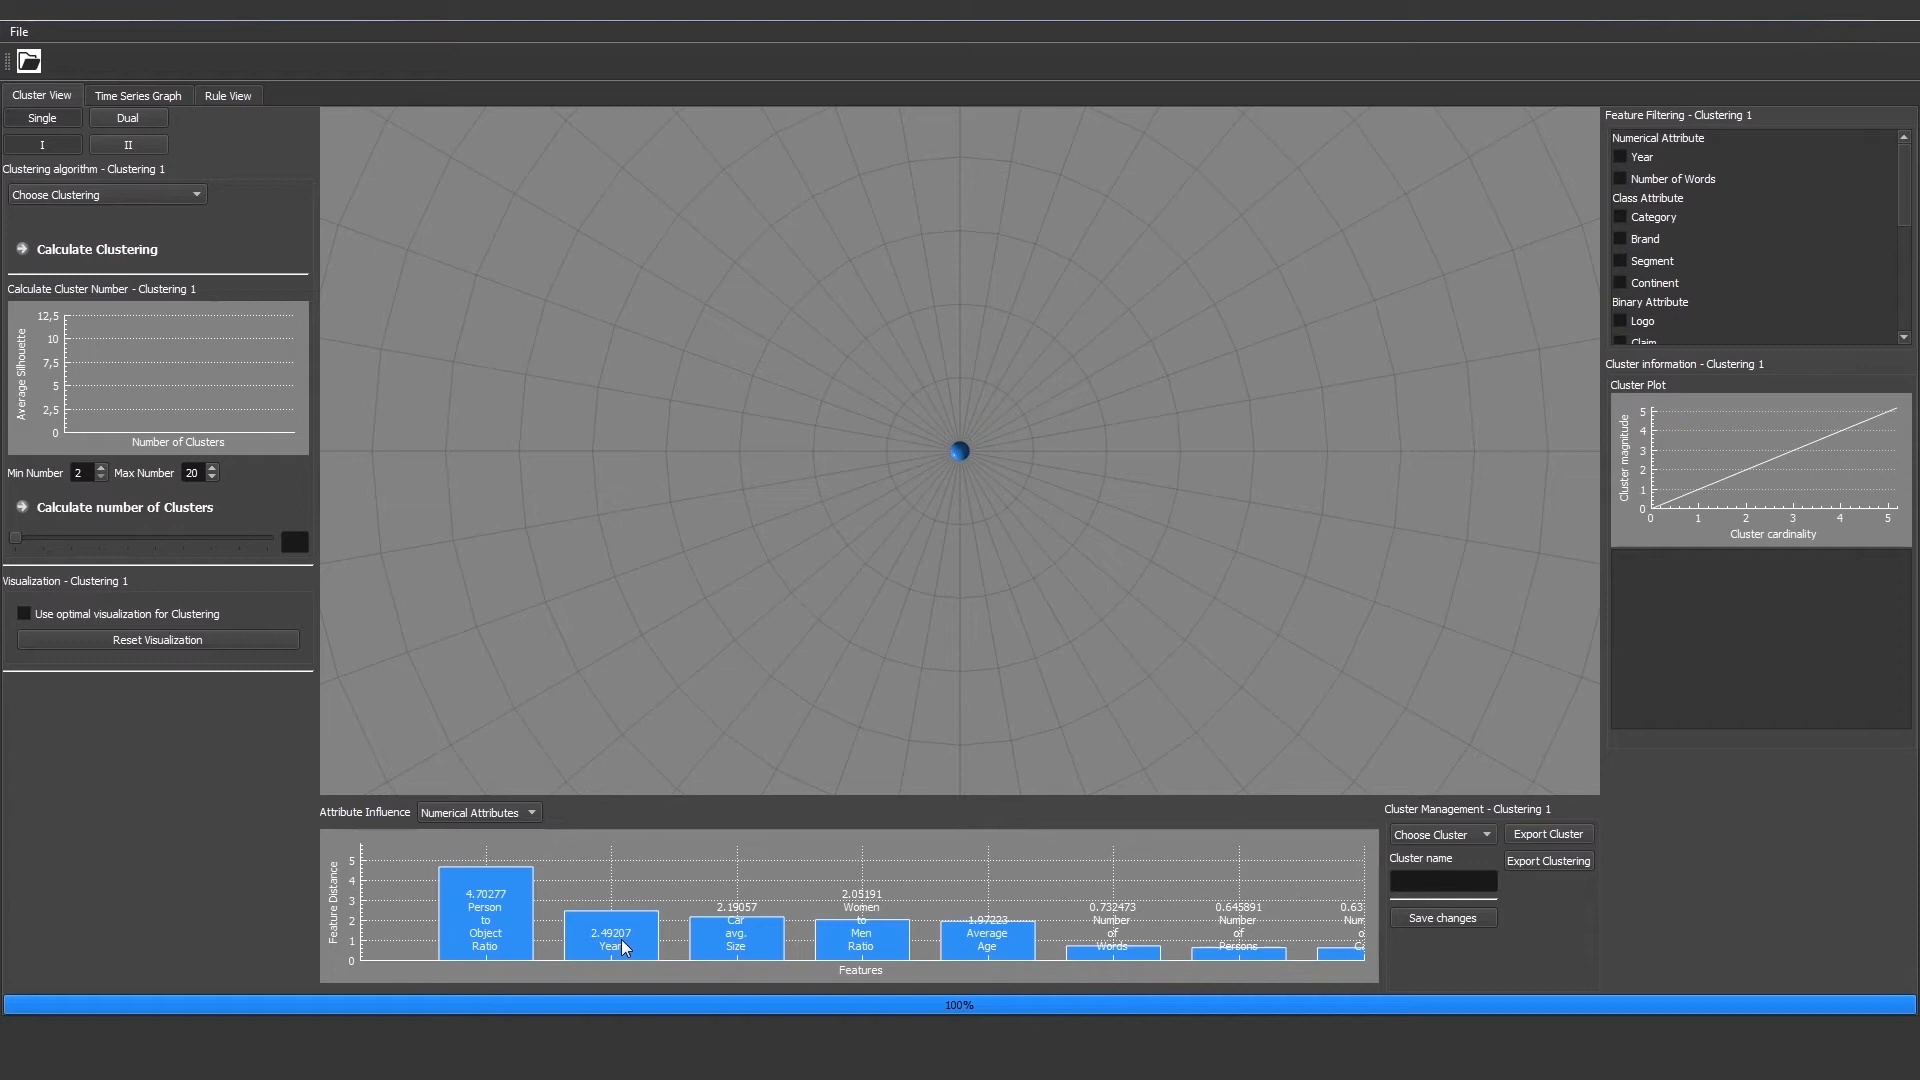 File
Cluster View
Time Series Graph
Rule View
Single
Dual
I
II
Clustering algorithm - Clustering 1
Choose Clustering
Calculate Clustering
Calculate Cluster Number - Clustering 1
Average Silhouette
12,5
10
7,5
5
2,5
0
Number of Clusters
Min Number
2
Max Number
20
Calculate number of Clusters
Visualization - Clustering 1
Use optimal visualization for Clustering
Reset Visualization
Attribute Influence
Numerical Attributes
Feature Distance
5
4
3
2
1
0
4.70277
Person
to
Object
Ratio
2.49207
Year
2.19057
Car
avg.
Size
2.05191
Women
to
Men
Ratio
1.97223
Average
Age
0.732473
Number
of
Words
0.645891
Number
of
Persons
0.63
Features
Cluster Management - Clustering 1
Choose Cluster
Export Cluster
Cluster name
Export Clustering
Save changes
Feature Filtering - Clustering 1
Numerical Attribute
Year
Number of Words
Class Attribute
Category
Brand
Segment
Continent
Binary Attribute
Logo
Claim
Cluster information - Clustering 1
Cluster Plot
Cluster magnitude
5
4
3
2
1
0
0 1 2 3 4 5
Cluster cardinality
100%